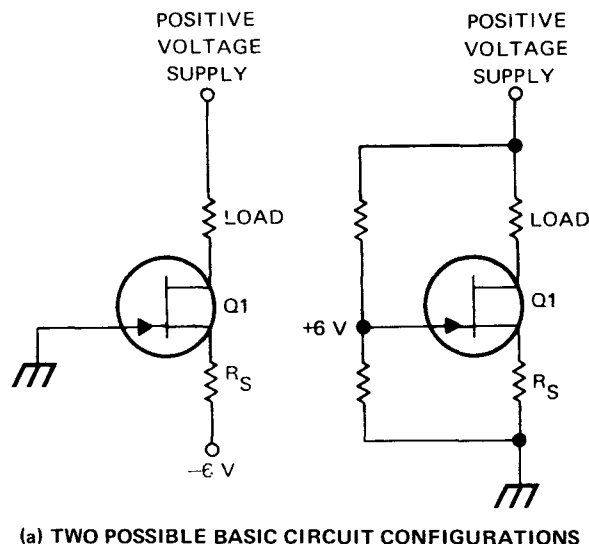 POSITIVE
VOLTAGE
SUPPLY
LOAD
Q1
RS
–6 V
POSITIVE
VOLTAGE
SUPPLY
LOAD
Q1
+6 V
RS
(a) TWO POSSIBLE BASIC CIRCUIT CONFIGURATIONS